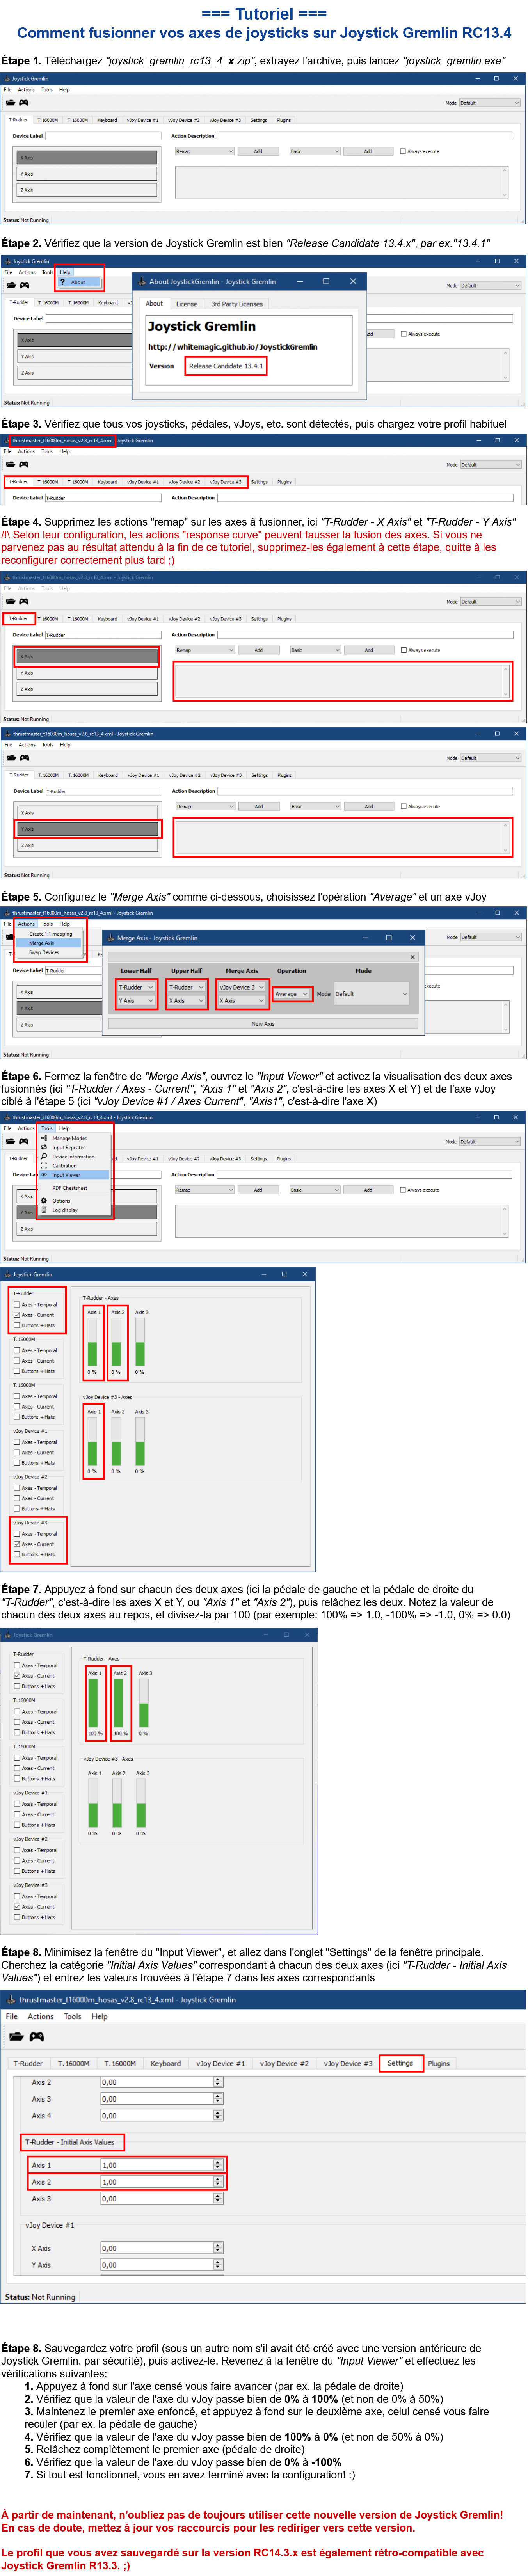 === Tutoriel ===
Comment fusionner vos axes de joysticks sur Joystick Gremlin RC13.4
Étape 1. Téléchargez "joystick_gremlin_rc13_4_x.zip", extrayez l'archive, puis lancez "joystick_gremlin.exe"
Joystick Gremlin
File Actions Tools Help
Mode Default
T-Rudder T.16000M T.16000M Keyboard vJoy Device #1 vJoy Device #2 vJoy Device #3 Settings Plugins
Device Label Action Description
X Axis Remap Add Basic Add Always execute
Y Axis
Z Axis
Status: Not Running
Étape 2. Vérifiez que la version de Joystick Gremlin est bien "Release Candidate 13.4.x", par ex."13.4.1"
Joystick Gremlin
File Actions Tools Help
? About
Mode Default
T-Rudder T.16000M T.16000M Keyboard
Device Label
X Axis
Y Axis
Z Axis
Add Always execute
Status: Not Running
About JoystickGremlin - Joystick Gremlin
About License 3rd Party Licenses
Joystick Gremlin
http://whitemagic.github.io/JoystickGremlin
Version Release Candidate 13.4.1
Étape 3. Vérifiez que tous vos joysticks, pédales, vJoys, etc. sont détectés, puis chargez votre profil habituel
thrustmaster_t16000m_hosas_v2.8_rc13_4.xml - Joystick Gremlin
File Actions Tools Help
Mode Default
T-Rudder T.16000M T.16000M Keyboard vJoy Device #1 vJoy Device #2 vJoy Device #3 Settings Plugins
Device Label T-Rudder Action Description
Étape 4. Supprimez les actions "remap" sur les axes à fusionner, ici "T-Rudder - X Axis" et "T-Rudder - Y Axis"
/!\ Selon leur configuration, les actions "response curve" peuvent fausser la fusion des axes. Si vous ne
parvenez pas au résultat attendu à la fin de ce tutoriel, supprimez-les également à cette étape, quitte à les
reconfigurer correctement plus tard ;)
thrustmaster_t16000m_hosas_v2.8_rc13_4.xml - Joystick Gremlin
File Actions Tools Help
Mode Default
T-Rudder T.16000M T.16000M Keyboard vJoy Device #1 vJoy Device #2 vJoy Device #3 Settings Plugins
Device Label T-Rudder Action Description
X Axis Remap Add Basic Add Always execute
Y Axis
Z Axis
Status: Not Running
thrustmaster_t16000m_hosas_v2.8_rc13_4.xml - Joystick Gremlin
File Actions Tools Help
Mode Default
T-Rudder T.16000M T.16000M Keyboard vJoy Device #1 vJoy Device #2 vJoy Device #3 Settings Plugins
Device Label T-Rudder Action Description
X Axis Remap Add Basic Add Always execute
Y Axis
Z Axis
Status: Not Running
Étape 5. Configurez le "Merge Axis" comme ci-dessous, choisissez l'opération "Average" et un axe vJoy
thrustmaster_t16000m_hosas_v2.8_rc13_4.xml - Joystick Gremlin
File Actions Tools Help
Create 1:1 mapping
Merge Axis
Swap Devices
Mode Default
Device Label T-Rudder
X Axis
Y Axis
Z Axis
Always execute
Status: Not Running
Merge Axis - Joystick Gremlin
Lower Half Upper Half Merge Axis Operation Mode
T-Rudder T-Rudder vJoy Device 3 Average Mode Default
Y Axis X Axis X Axis
New Axis
Étape 6. Fermez la fenêtre de "Merge Axis", ouvrez le "Input Viewer" et activez la visualisation des deux axes
fusionnés (ici "T-Rudder / Axes - Current", "Axis 1" et "Axis 2", c'est-à-dire les axes X et Y) et de l'axe vJoy
ciblé à l'étape 5 (ici "vJoy Device #1 / Axes Current", "Axis1", c'est-à-dire l'axe X)
thrustmaster_t16000m_hosas_v2.8_rc13_4.xml - Joystick Gremlin
File Actions Tools Help
Manage Modes
Input Repeater
Device Information
Calibration
Input Viewer
PDF Cheatsheet
Options
Log display
Mode Default
T-Rudder vJoy Device #1 vJoy Device #2 vJoy Device #3 Settings Plugins
Device Label Action Description
X Axis Remap Add Basic Add Always execute
Y Axis
Z Axis
Status: Not Running
Joystick Gremlin
T-Rudder
Axes - Temporal
Axes - Current
Buttons + Hats
T.16000M
Axes - Temporal
Axes - Current
Buttons + Hats
T.16000M
Axes - Temporal
Axes - Current
Buttons + Hats
vJoy Device #1
Axes - Temporal
Axes - Current
Buttons + Hats
vJoy Device #2
Axes - Temporal
Axes - Current
Buttons + Hats
vJoy Device #3
Axes - Temporal
Axes - Current
Buttons + Hats
T-Rudder - Axes
Axis 1 Axis 2 Axis 3
0 % 0 % 0 %
vJoy Device #3 - Axes
Axis 1 Axis 2 Axis 3
0 % 0 % 0 %
Étape 7. Appuyez à fond sur chacun des deux axes (ici la pédale de gauche et la pédale de droite du
"T-Rudder", c'est-à-dire les axes X et Y, ou "Axis 1" et "Axis 2"), puis relâchez les deux. Notez la valeur de
chacun des deux axes au repos, et divisez-la par 100 (par exemple: 100% => 1.0, -100% => -1.0, 0% => 0.0)
Joystick Gremlin
T-Rudder
Axes - Temporal
Axes - Current
Buttons + Hats
T.16000M
Axes - Temporal
Axes - Current
Buttons + Hats
T.16000M
Axes - Temporal
Axes - Current
Buttons + Hats
vJoy Device #1
Axes - Temporal
Axes - Current
Buttons + Hats
vJoy Device #2
Axes - Temporal
Axes - Current
Buttons + Hats
vJoy Device #3
Axes - Temporal
Axes - Current
Buttons + Hats
T-Rudder - Axes
Axis 1 Axis 2 Axis 3
100 % 100 % 0 %
vJoy Device #3 - Axes
Axis 1 Axis 2 Axis 3
0 % 0 % 0 %
Étape 8. Minimisez la fenêtre du "Input Viewer", et allez dans l'onglet "Settings" de la fenêtre principale.
Cherchez la catégorie "Initial Axis Values" correspondant à chacun des deux axes (ici "T-Rudder - Initial Axis
Values") et entrez les valeurs trouvées à l'étape 7 dans les axes correspondants
thrustmaster_t16000m_hosas_v2.8_rc13_4.xml - Joystick Gremlin
File Actions Tools Help
T-Rudder T.16000M T.16000M Keyboard vJoy Device #1 vJoy Device #2 vJoy Device #3 Settings Plugins
Axis 2 0,00
Axis 3 0,00
Axis 4 0,00
T-Rudder - Initial Axis Values
Axis 1 1,00
Axis 2 1,00
Axis 3 0,00
vJoy Device #1
X Axis 0,00
Y Axis 0,00
Status: Not Running
Étape 8. Sauvegardez votre profil (sous un autre nom s'il avait été créé avec une version antérieure de
Joystick Gremlin, par sécurité), puis activez-le. Revenez à la fenêtre du "Input Viewer" et effectuez les
vérifications suivantes:
1. Appuyez à fond sur l'axe censé vous faire avancer (par ex. la pédale de droite)
2. Vérifiez que la valeur de l'axe du vJoy passe bien de 0% à 100% (et non de 0% à 50%)
3. Maintenez le premier axe enfoncé, et appuyez à fond sur le deuxième axe, celui censé vous faire
reculer (par ex. la pédale de gauche)
4. Vérifiez que la valeur de l'axe du vJoy passe bien de 100% à 0% (et non de 50% à 0%)
5. Relâchez complètement le premier axe (pédale de droite)
6. Vérifiez que la valeur de l'axe du vJoy passe bien de 0% à -100%
7. Si tout est fonctionnel, vous en avez terminé avec la configuration! :)
À partir de maintenant, n'oubliez pas de toujours utiliser cette nouvelle version de Joystick Gremlin!
En cas de doute, mettez à jour vos raccourcis pour les rediriger vers cette version.
Le profil que vous avez sauvegardé sur la version RC14.3.x est également rétro-compatible avec
Joystick Gremlin R13.3. ;)